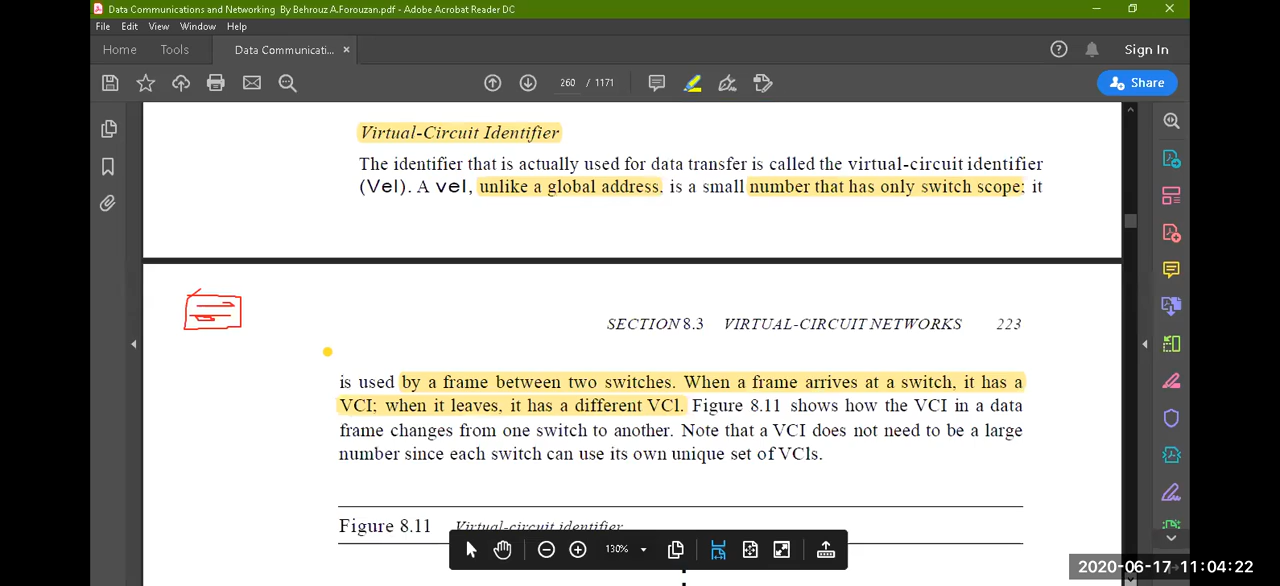 Data Communications and Networking By Behrouz A.Forouzan.pdf - Adobe Acrobat Reader DC
File Edit View Window Help
Home Tools Data Communicati... ×
Sign In
260 / 1171
Share
Virtual-Circuit Identifier
The identifier that is actually used for data transfer is called the virtual-circuit identifier
(Vel). A vel, unlike a global address, is a small number that has only switch scope; it
SECTION 8.3 VIRTUAL-CIRCUIT NETWORKS 223
is used by a frame between two switches. When a frame arrives at a switch, it has a
VCI; when it leaves, it has a different VCl. Figure 8.11 shows how the VCI in a data
frame changes from one switch to another. Note that a VCI does not need to be a large
number since each switch can use its own unique set of VCls.
Figure 8.11 Virtual-circuit identifier
130%
2020-06-17 11:04:22